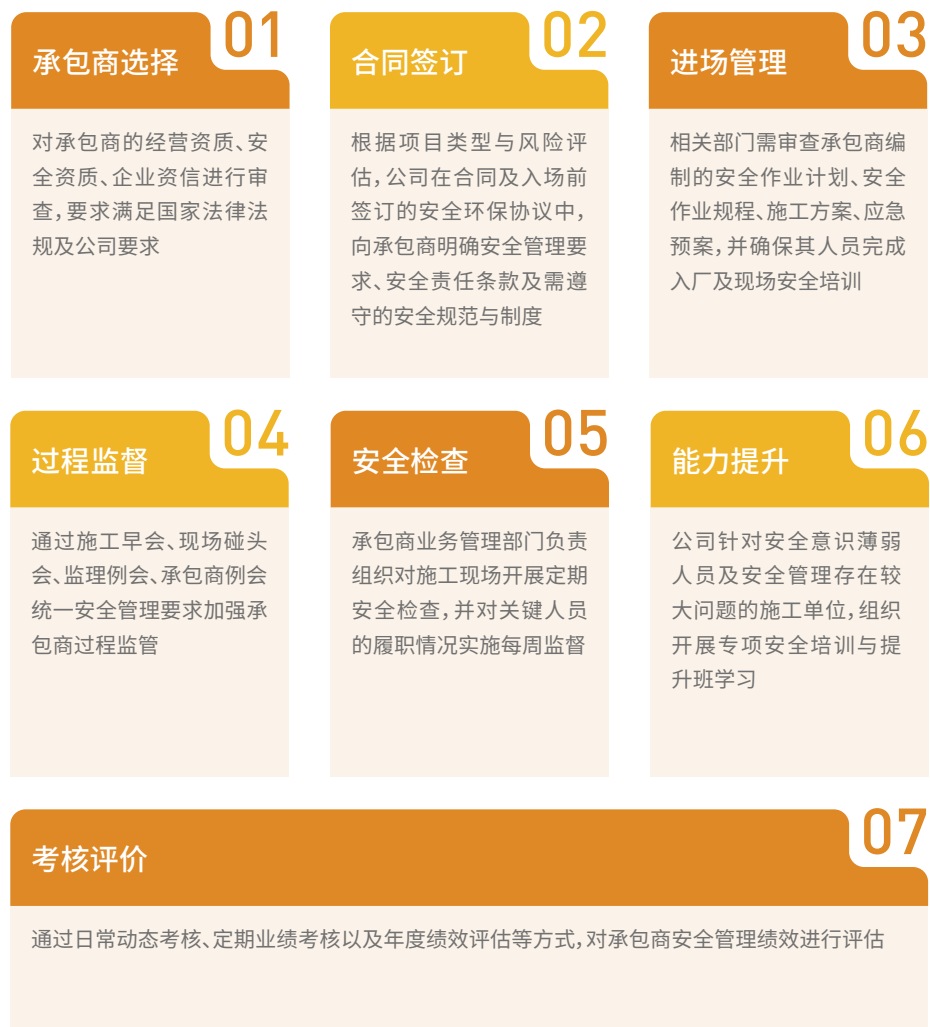 01
承包商选择
对承包商的经营资质、安
全资质、企业资信进行审
查,要求满足国家法律法
规及公司要求
02
合同签订
根据项目类型与风险评
估,公司在合同及入场前
签订的安全环保协议中,
向承包商明确安全管理要
求、安全责任条款及需遵
守的安全规范与制度
03
进场管理
相关部门需审查承包商编
制的安全作业计划、安全
作业规程、施工方案、应急
预案,并确保其人员完成
入厂及现场安全培训
04
过程监督
通过施工早会、现场碰头
会、监理例会、承包商例会
统一安全管理要求加强承
包商过程监管
05
安全检查
承包商业务管理部门负责
组织对施工现场开展定期
安全检查,并对关键人员
的履职情况实施每周监督
06
能力提升
公司针对安全意识薄弱
人员及安全管理存在较
大问题的施工单位,组织
开展专项安全培训与提
升班学习
07
考核评价
通过日常动态考核、定期业绩考核以及年度绩效评估等方式,对承包商安全管理绩效进行评估